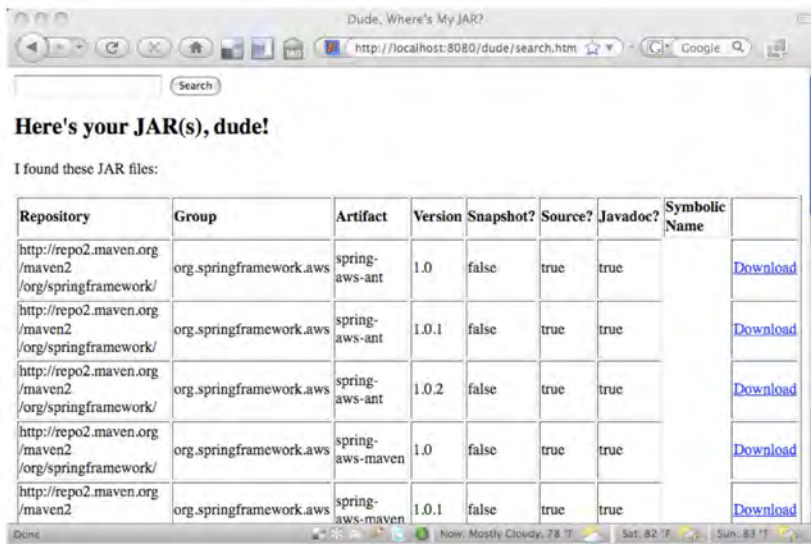 Dude, Where's My JAR?
http://localhost:8080/dude/search.htm
Google
Search
Here's your JAR(s), dude!
I found these JAR files:
Repository Group Artifact Version Snapshot? Source? Javadoc? Symbolic Name
http://repo2.maven.org
/maven2
/org/springframework/ org.springframework.aws spring-
aws-ant 1.0 false true true Download
http://repo2.maven.org
/maven2
/org/springframework/ org.springframework.aws spring-
aws-ant 1.0.1 false true true Download
http://repo2.maven.org
/maven2
/org/springframework/ org.springframework.aws spring-
aws-ant 1.0.2 false true true Download
http://repo2.maven.org
/maven2
/org/springframework/ org.springframework.aws spring-
aws-maven 1.0 false true true Download
http://repo2.maven.org
/maven2
org.springframework.aws spring-
aws-maven 1.0.1 false true true Download
Done Now: Mostly Cloudy, 78 °F Sat: 82 °F Sun: 83 °F